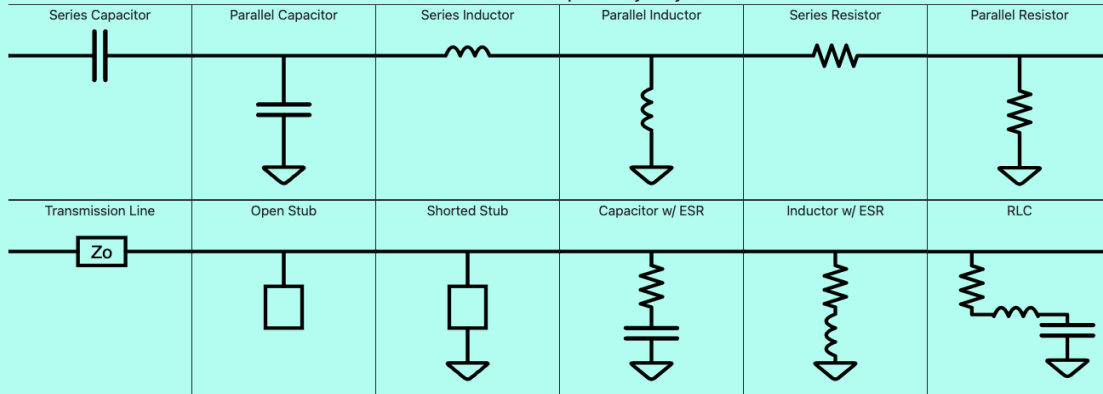 Series Capacitor
Parallel Capacitor
Series Inductor
Parallel Inductor
Series Resistor
Parallel Resistor
Transmission Line
Open Stub
Shorted Stub
Capacitor w/ ESR
Inductor w/ ESR
RLC
Zo